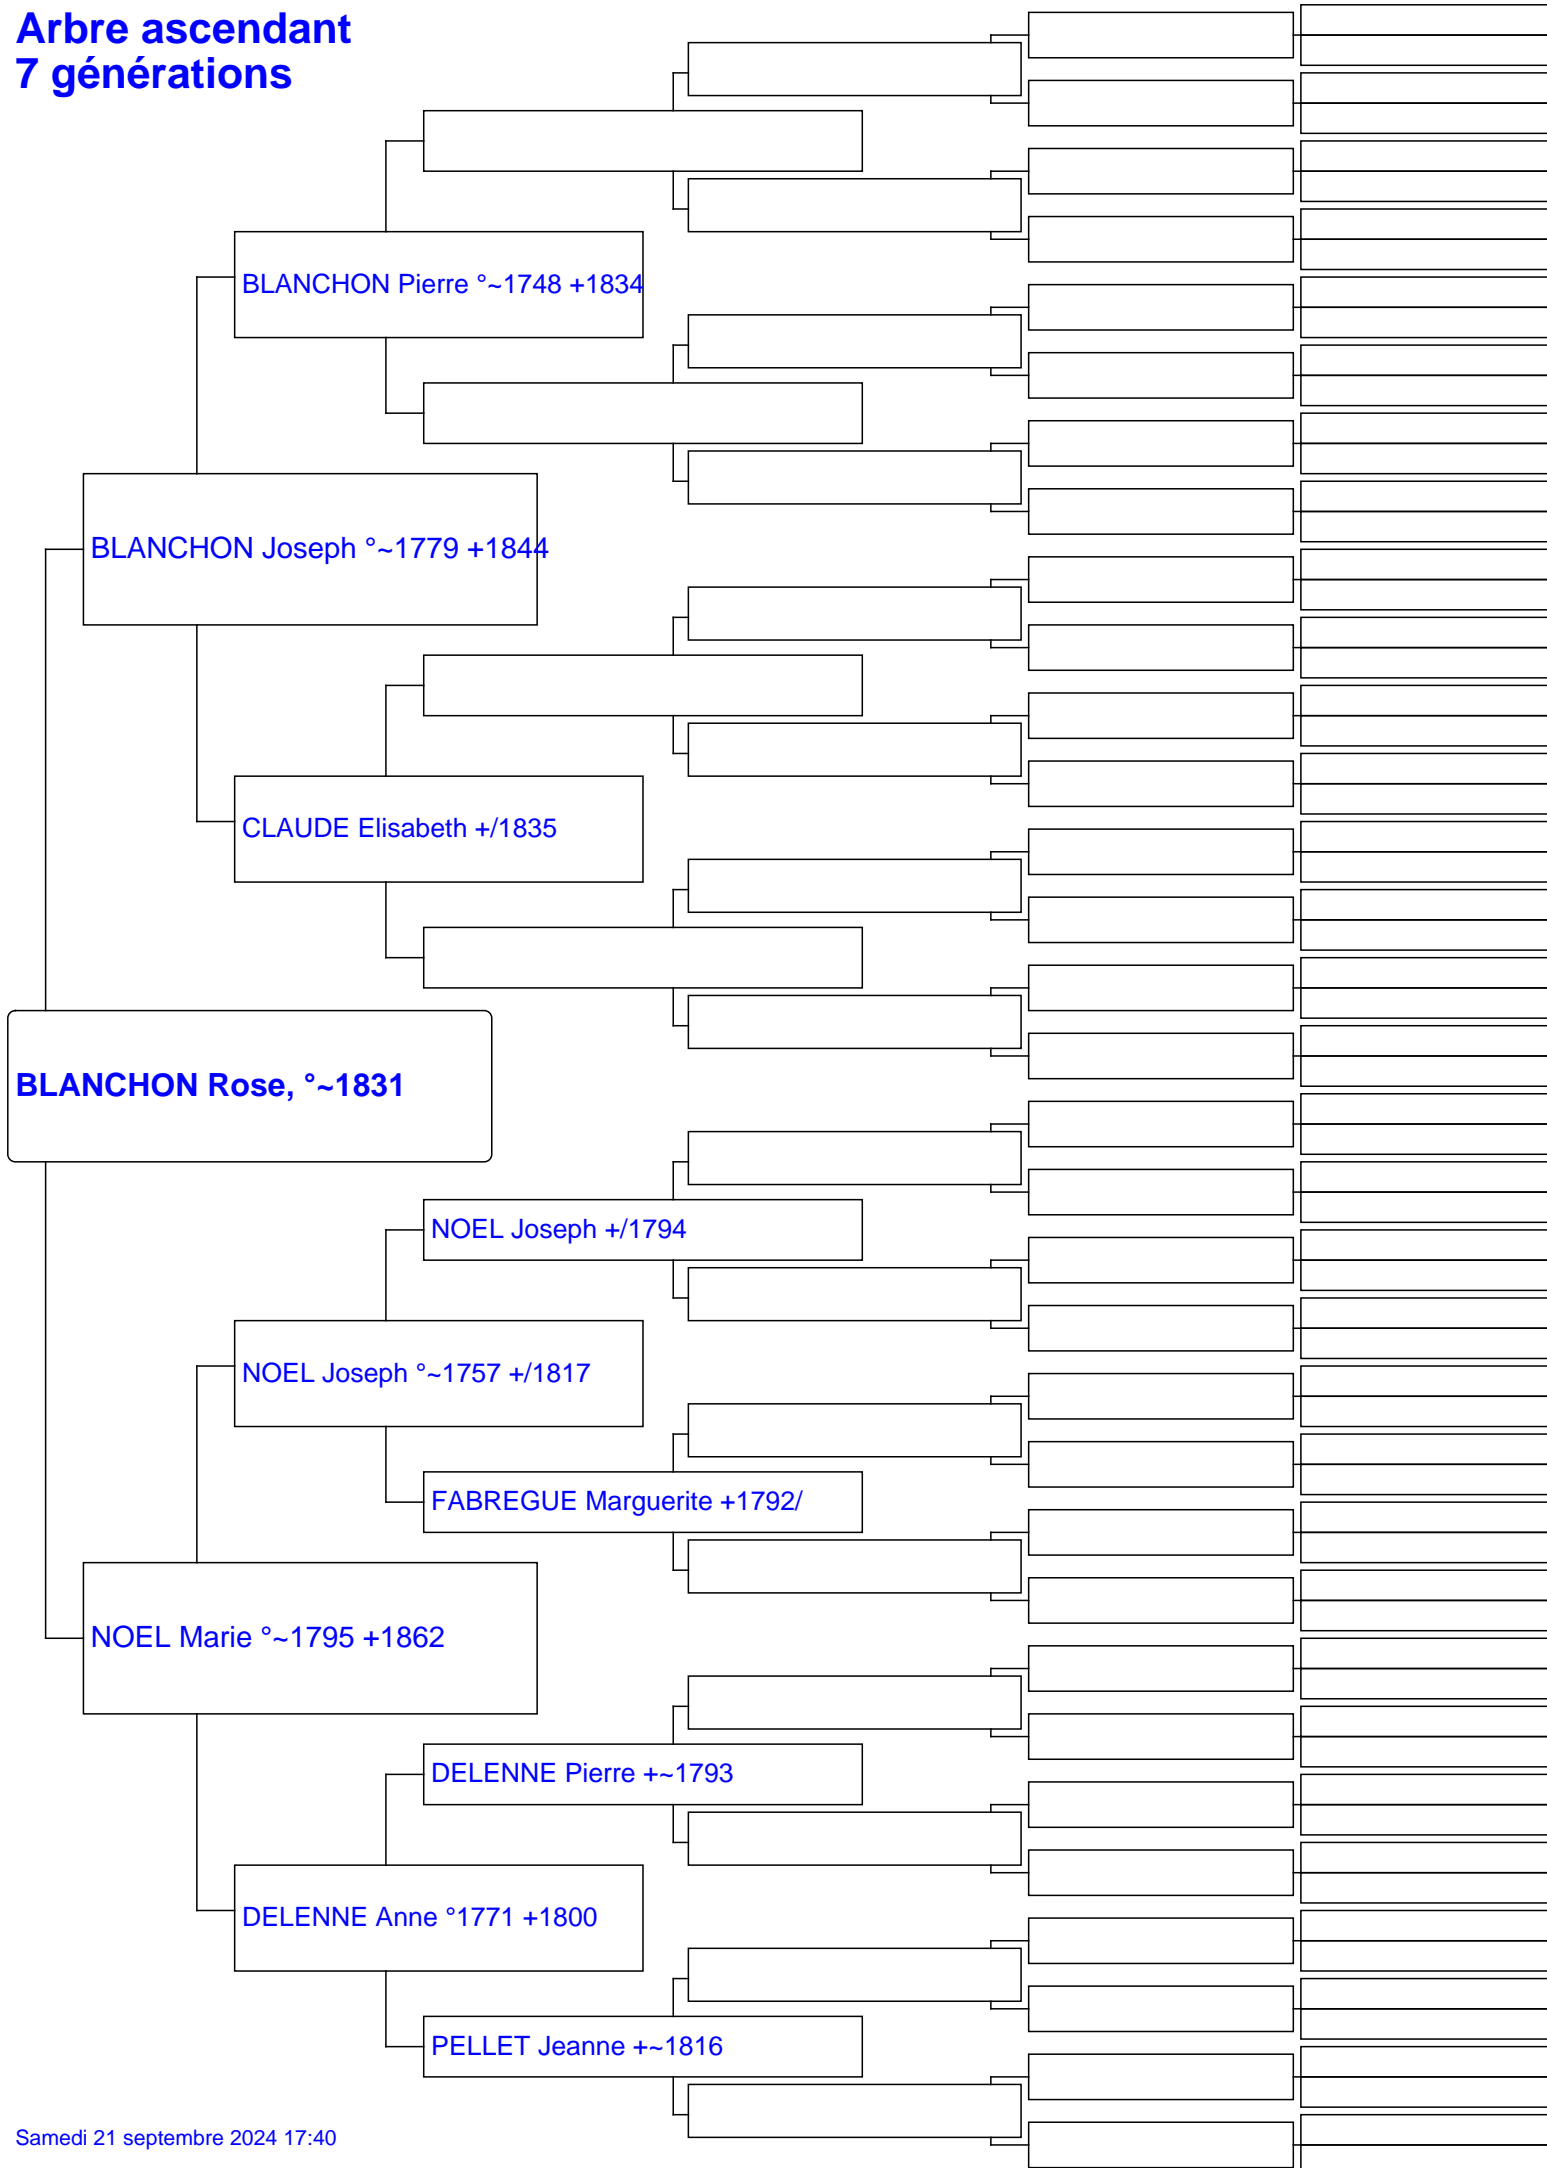 Arbre ascendant
7 générations
BLANCHON Pierre °~1748 +1834
BLANCHON Joseph °~1779 +1844
CLAUDE Elisabeth +/1835
BLANCHON Rose, °~1831
NOEL Joseph +/1794
NOEL Joseph °~1757 +/1817
FABREGUE Marguerite +1792/
NOEL Marie °~1795 +1862
DELENNE Pierre +~1793
DELENNE Anne °1771 +1800
PELLET Jeanne +~1816
Samedi 21 septembre 2024 17:40